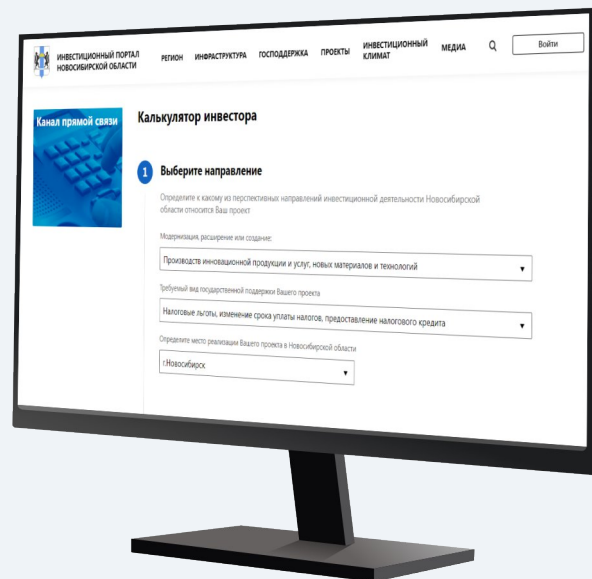 ИНВЕСТИЦИОННЫЙ ПОРТАЛ
НОВОСИБИРСКОЙ ОБЛАСТИ
РЕГИОН
ИНФРАСТРУКТУРА
ГОСПОДДЕРЖКА
ПРОЕКТЫ
ИНВЕСТИЦИОННЫЙ
КЛИМАТ
МЕДИА
Войти
Канал прямой связи
Калькулятор инвестора
1 Выберите направление
Определите к какому из перспективных направлений инвестиционной деятельности Новосибирской
области относится Ваш проект
Модернизация, расширение или создание:
Производств инновационной продукции и услуг, новых материалов и технологий
Требуемый вид государственной поддержки Вашего проекта
Налоговые льготы, изменение срока уплаты налогов, предоставление налогового кредита
Определите место реализации Вашего проекта в Новосибирской области
г.Новосибирск